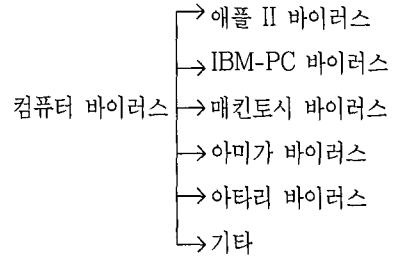 애플 II 바이러스
IBM-PC 바이러스
컴퓨터 바이러스
매킨토시 바이러스
아미가 바이러스
아타리 바이러스
기타